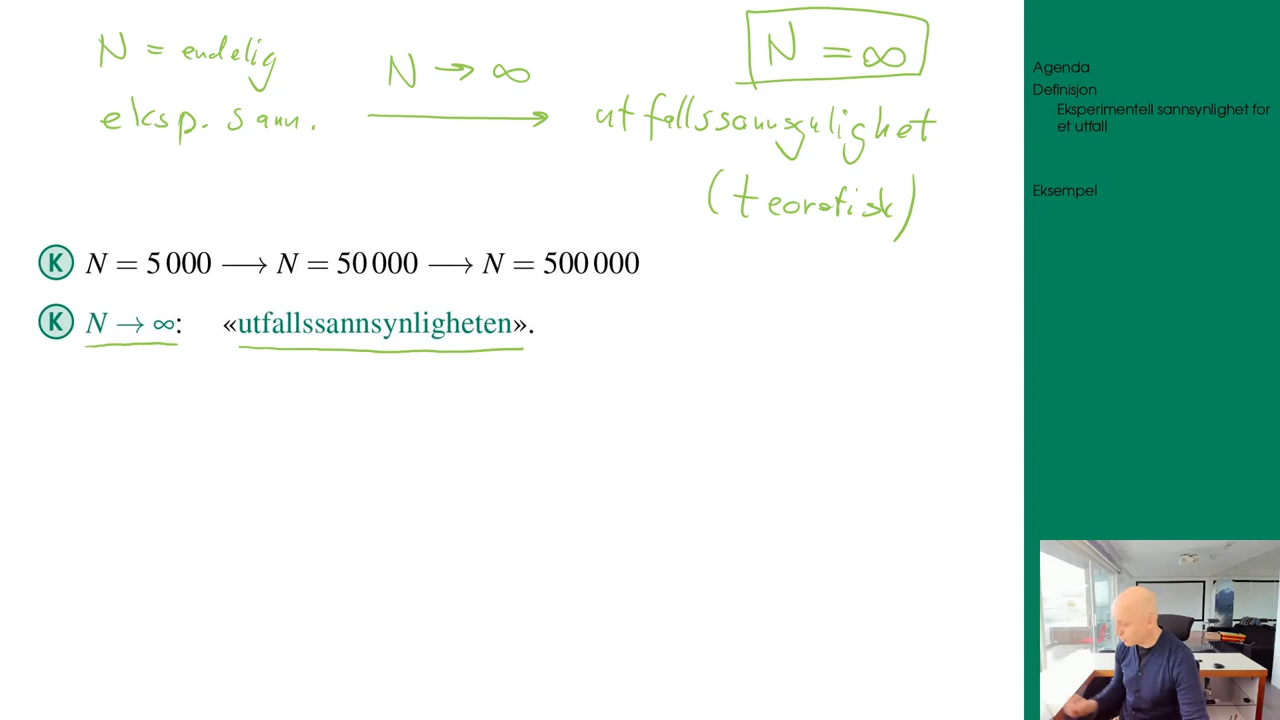 N = endelig
N → ∞
N = ∞
eksp. sann.
utfallssannsynlighet
(teoretisk)
K N = 5 000 ⟶ N = 50 000 ⟶ N = 500 000
K N → ∞: «utfallssannsynligheten».
Agenda
Definisjon
Eksperimentell sannsynlighet for
et utfall
Eksempel